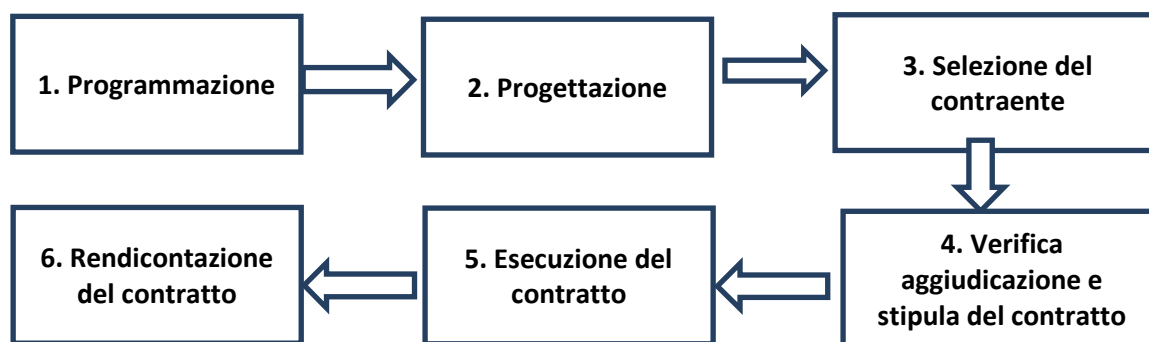 1. Programmazione
2. Progettazione
3. Selezione del
contraente
4. Verifica
aggiudicazione e
stipula del contratto
5. Esecuzione del
contratto
6. Rendicontazione
del contratto